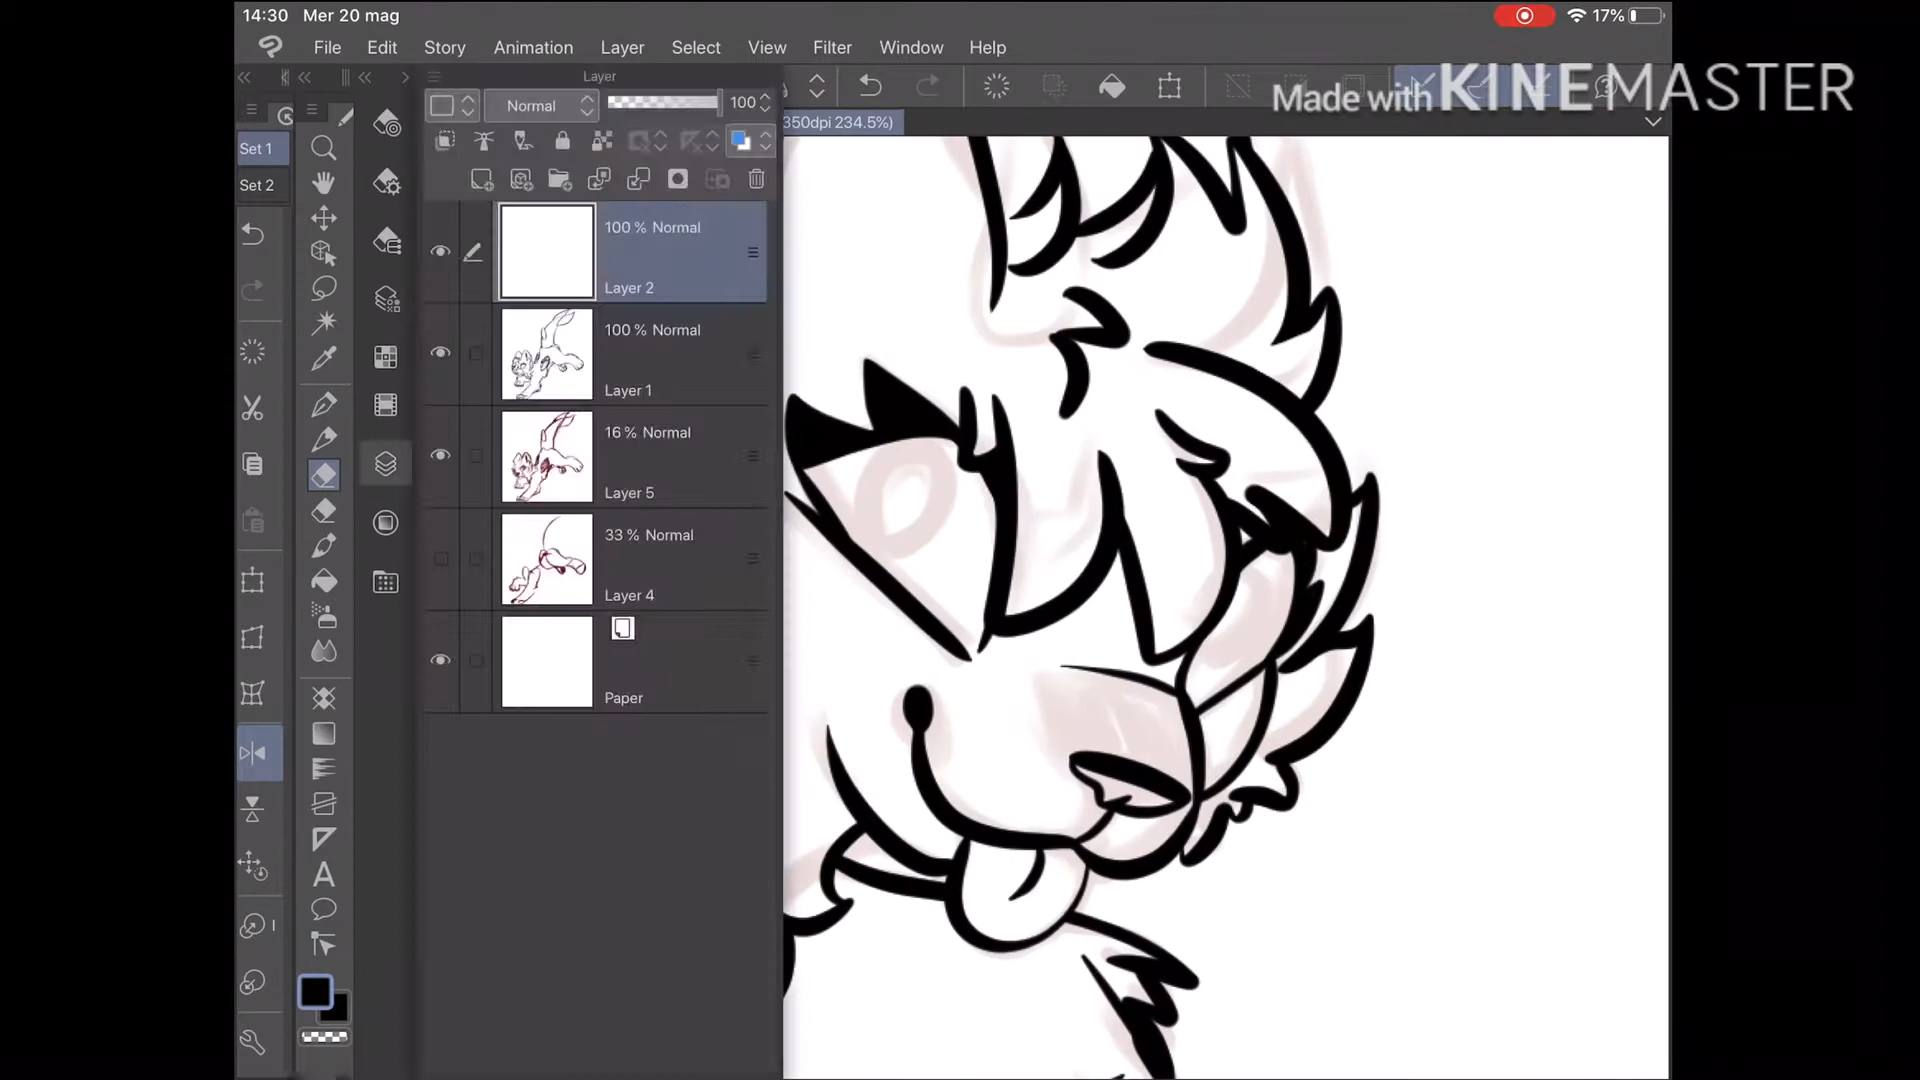 14:30 Mer 20 mag
17%
File Edit Story Animation Layer Select View Filter Window Help
Layer
Made with KINEMASTER
Normal 100
350dpi 234.5%)
Set 1
Set 2
100 % Normal
Layer 2
100 % Normal
Layer 1
16 % Normal
Layer 5
33 % Normal
Layer 4
Paper